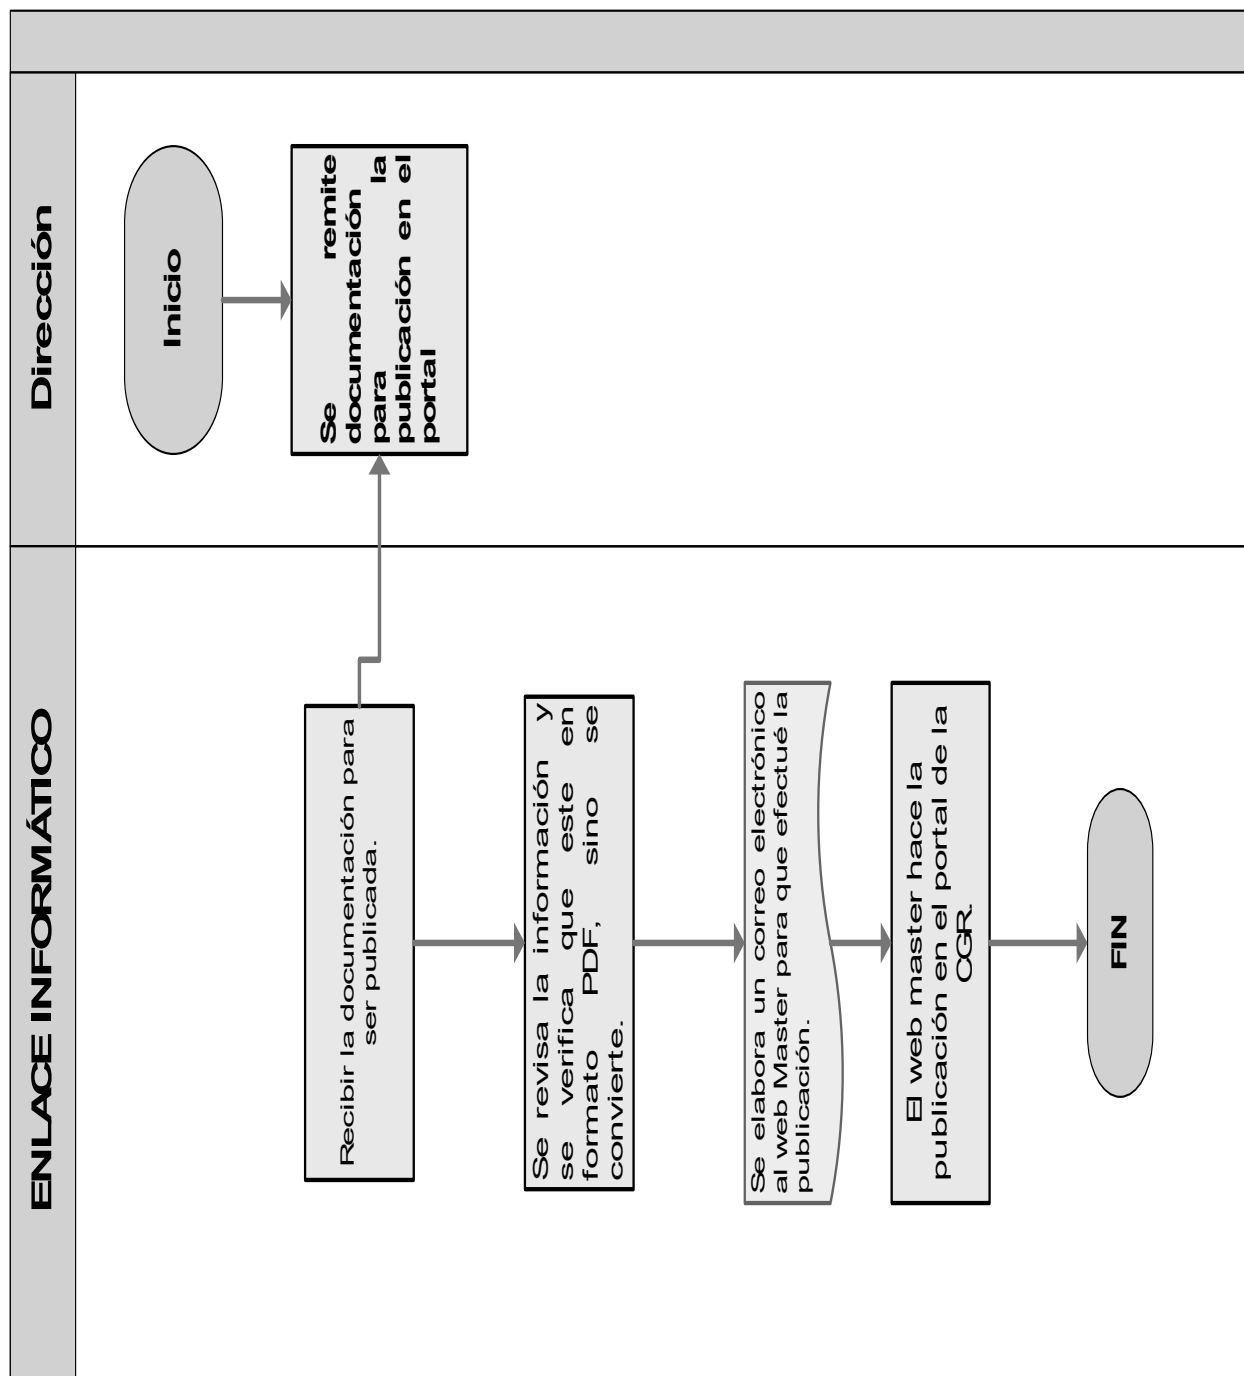 ENLACE INFORMÁTICO
Dirección
Inicio
Se remite
documentación
para la
publicación en el
portal
Recibir la documentación para
ser publicada.
Se revisa la información y
se verifica que este en
formato PDF, sino se
convierte.
Se elabora un correo electrónico
al web Master para que efectué la
publicación.
El web master hace la
publicación en el portal de la
CGR.
FIN